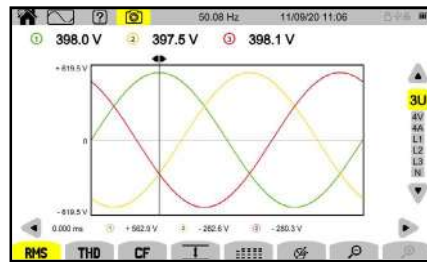 50.08 Hz 11/09/20 11:06
1 398.0 V 2 397.5 V 3 398.1 V
+ 619.5 V
0
- 619.5 V
3U
4V
4A
L1
L2
L3
N
0.000 ms 1 + 562.9 V 2 - 282.6 V 3 - 280.3 V
RMS THD CF